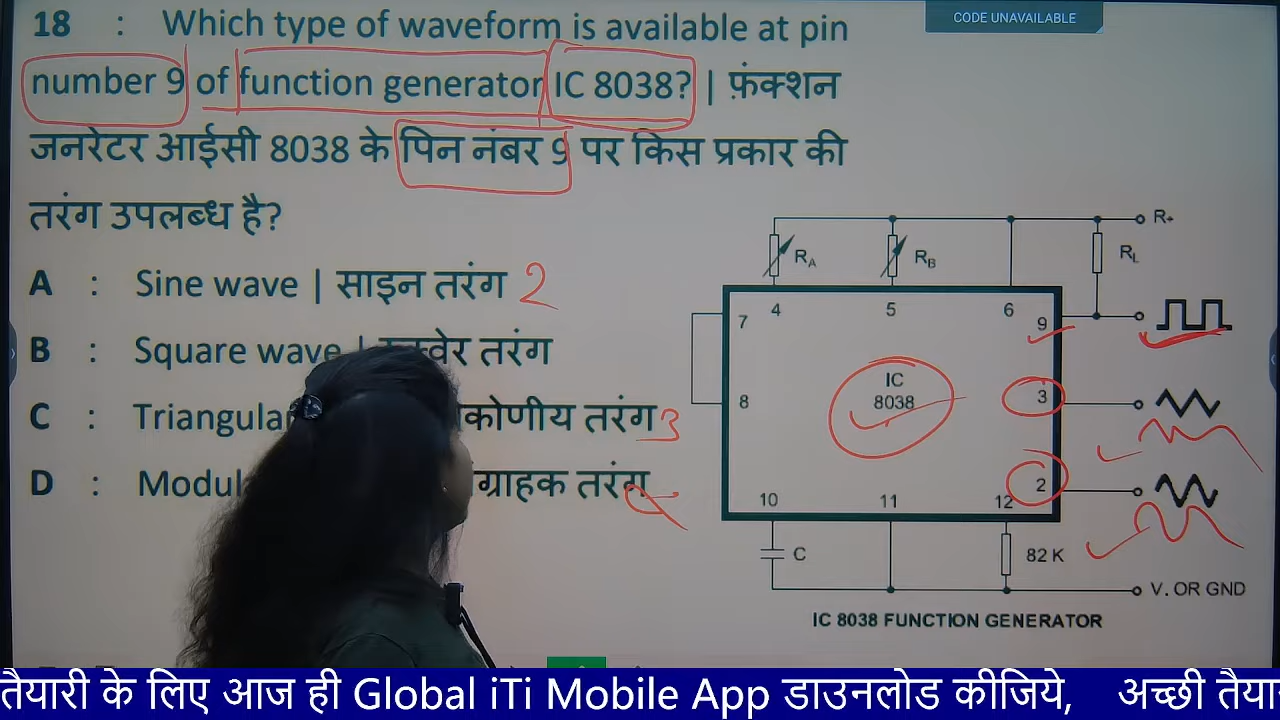 CODE UNAVAILABLE
18 : Which type of waveform is available at pin
number 9 of function generator IC 8038? | फ़ंक्शन
जनरेटर आईसी 8038 के पिन नंबर 9 पर किस प्रकार की
तरंग उपलब्ध है?
A : Sine wave | साइन तरंग 2
B : Square wave तरंग
C : तरंग 3
D : तरंग
R+
RA
RB
RL
4 5 6
7
9
IC
8038
8
3
2
10 11 12
C
82 K
V. OR GND
IC 8038 FUNCTION GENERATOR
तैयारी के लिए आज ही Global iTi Mobile App डाउनलोड कीजिये, अच्छी